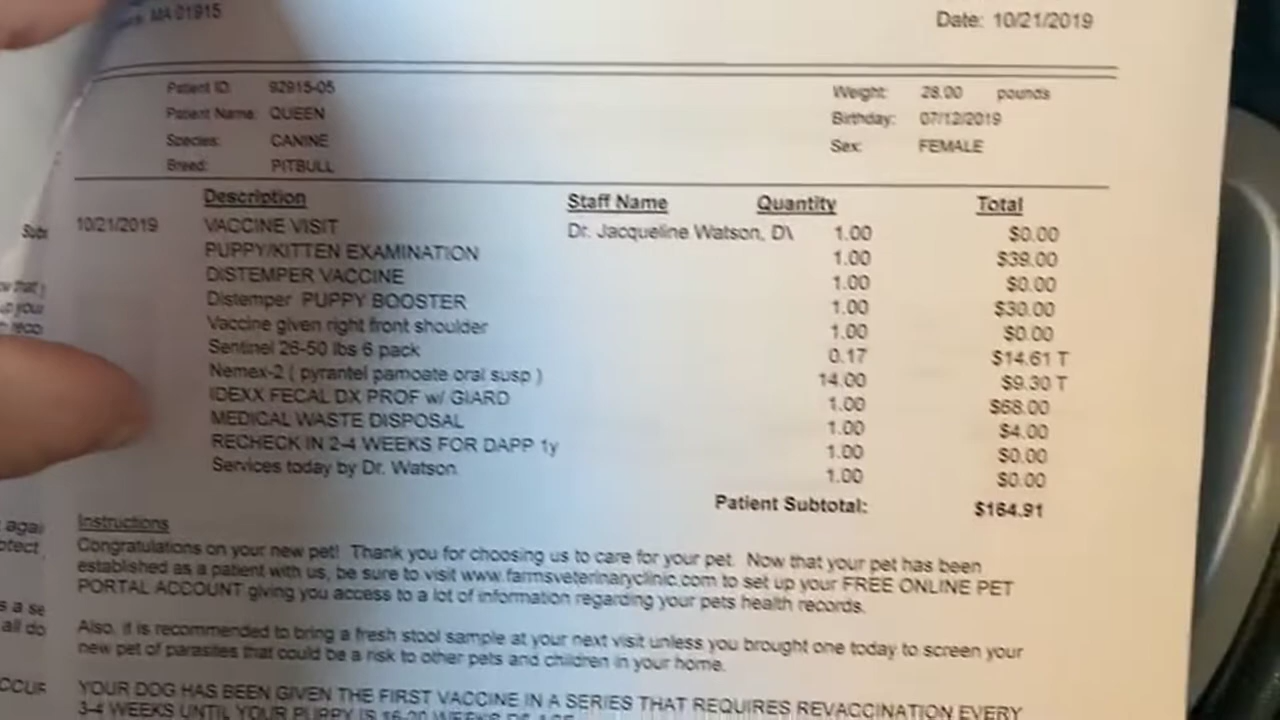 MA 01915
Date: 10/21/2019
Patient ID: 92915-05
Weight: 28.00 pounds
Patient Name: QUEEN
Birthday: 07/12/2019
Species: CANINE
Sex: FEMALE
Breed: PITBULL
Description Staff Name Quantity Total
10/21/2019 VACCINE VISIT Dr. Jacqueline Watson, D\ 1.00 $0.00
PUPPY/KITTEN EXAMINATION 1.00 $39.00
DISTEMPER VACCINE 1.00 $0.00
Distemper PUPPY BOOSTER 1.00 $30.00
Vaccine given right front shoulder 1.00 $0.00
Sentinel 26-50 lbs 6 pack 0.17 $14.61 T
Nemex-2 ( pyrantel pamoate oral susp ) 14.00 $9.30 T
IDEXX FECAL DX PROF w/ GIARD 1.00 $68.00
MEDICAL WASTE DISPOSAL 1.00 $4.00
RECHECK IN 2-4 WEEKS FOR DAPP 1y 1.00 $0.00
Services today by Dr. Watson 1.00 $0.00
Patient Subtotal: $164.91
Instructions
Congratulations on your new pet! Thank you for choosing us to care for your pet. Now that your pet has been
established as a patient with us, be sure to visit www.farmsveterinaryclinic.com to set up your FREE ONLINE PET
PORTAL ACCOUNT giving you access to a lot of information regarding your pets health records.
Also, it is recommended to bring a fresh stool sample at your next visit unless you brought one today to screen your
new pet of parasites that could be a risk to other pets and children in your home.
YOUR DOG HAS BEEN GIVEN THE FIRST VACCINE IN A SERIES THAT REQUIRES REVACCINATION EVERY
3-4 WEEKS UNTIL YOUR PUPPY IS 16-20 WEEKS OF AGE